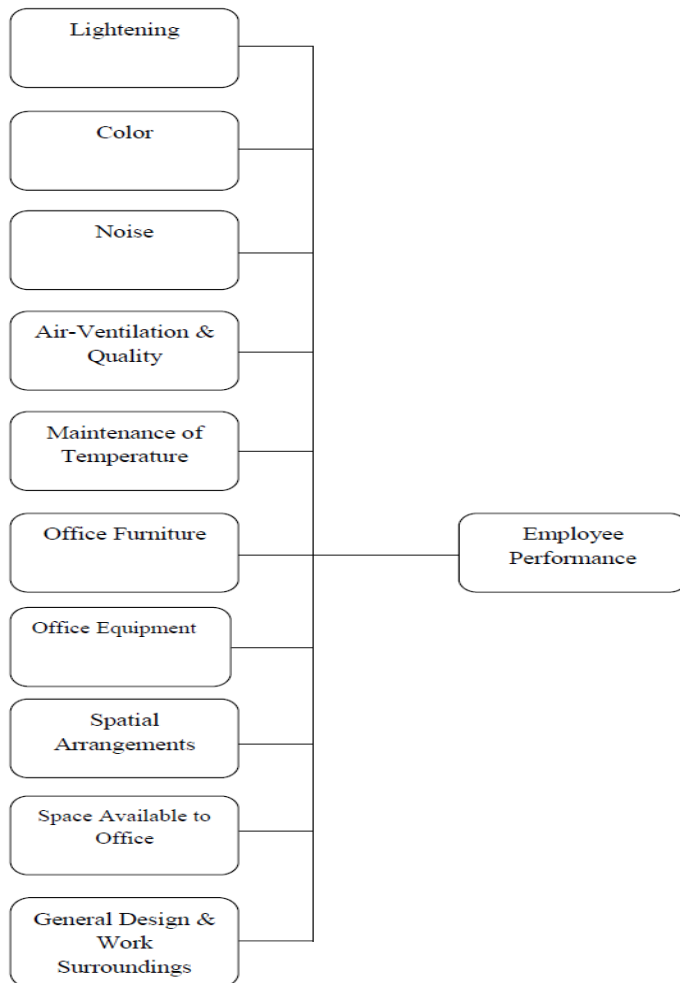 Lightening
Color
Noise
Air-Ventilation &
Quality
Maintenance of
Temperature
Office Furniture
Employee
Performance
Office Equipment
Spatial
Arrangements
Space Available to
Office
General Design &
Work
Surroundings